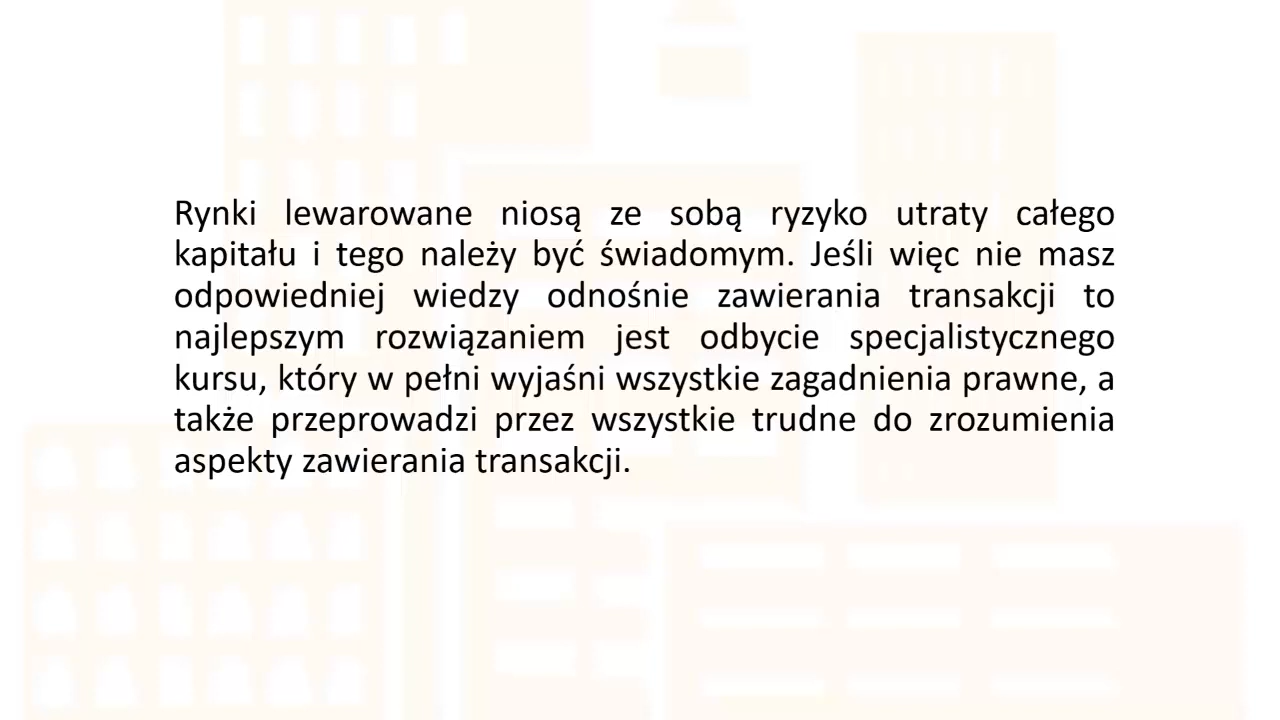 Rynki lewarowane niosą ze sobą ryzyko utraty całego
kapitału i tego należy być świadomym. Jeśli więc nie masz
odpowiedniej wiedzy odnośnie zawierania transakcji to
najlepszym rozwiązaniem jest odbycie specjalistycznego
kursu, który w pełni wyjaśni wszystkie zagadnienia prawne, a
także przeprowadzi przez wszystkie trudne do zrozumienia
aspekty zawierania transakcji.